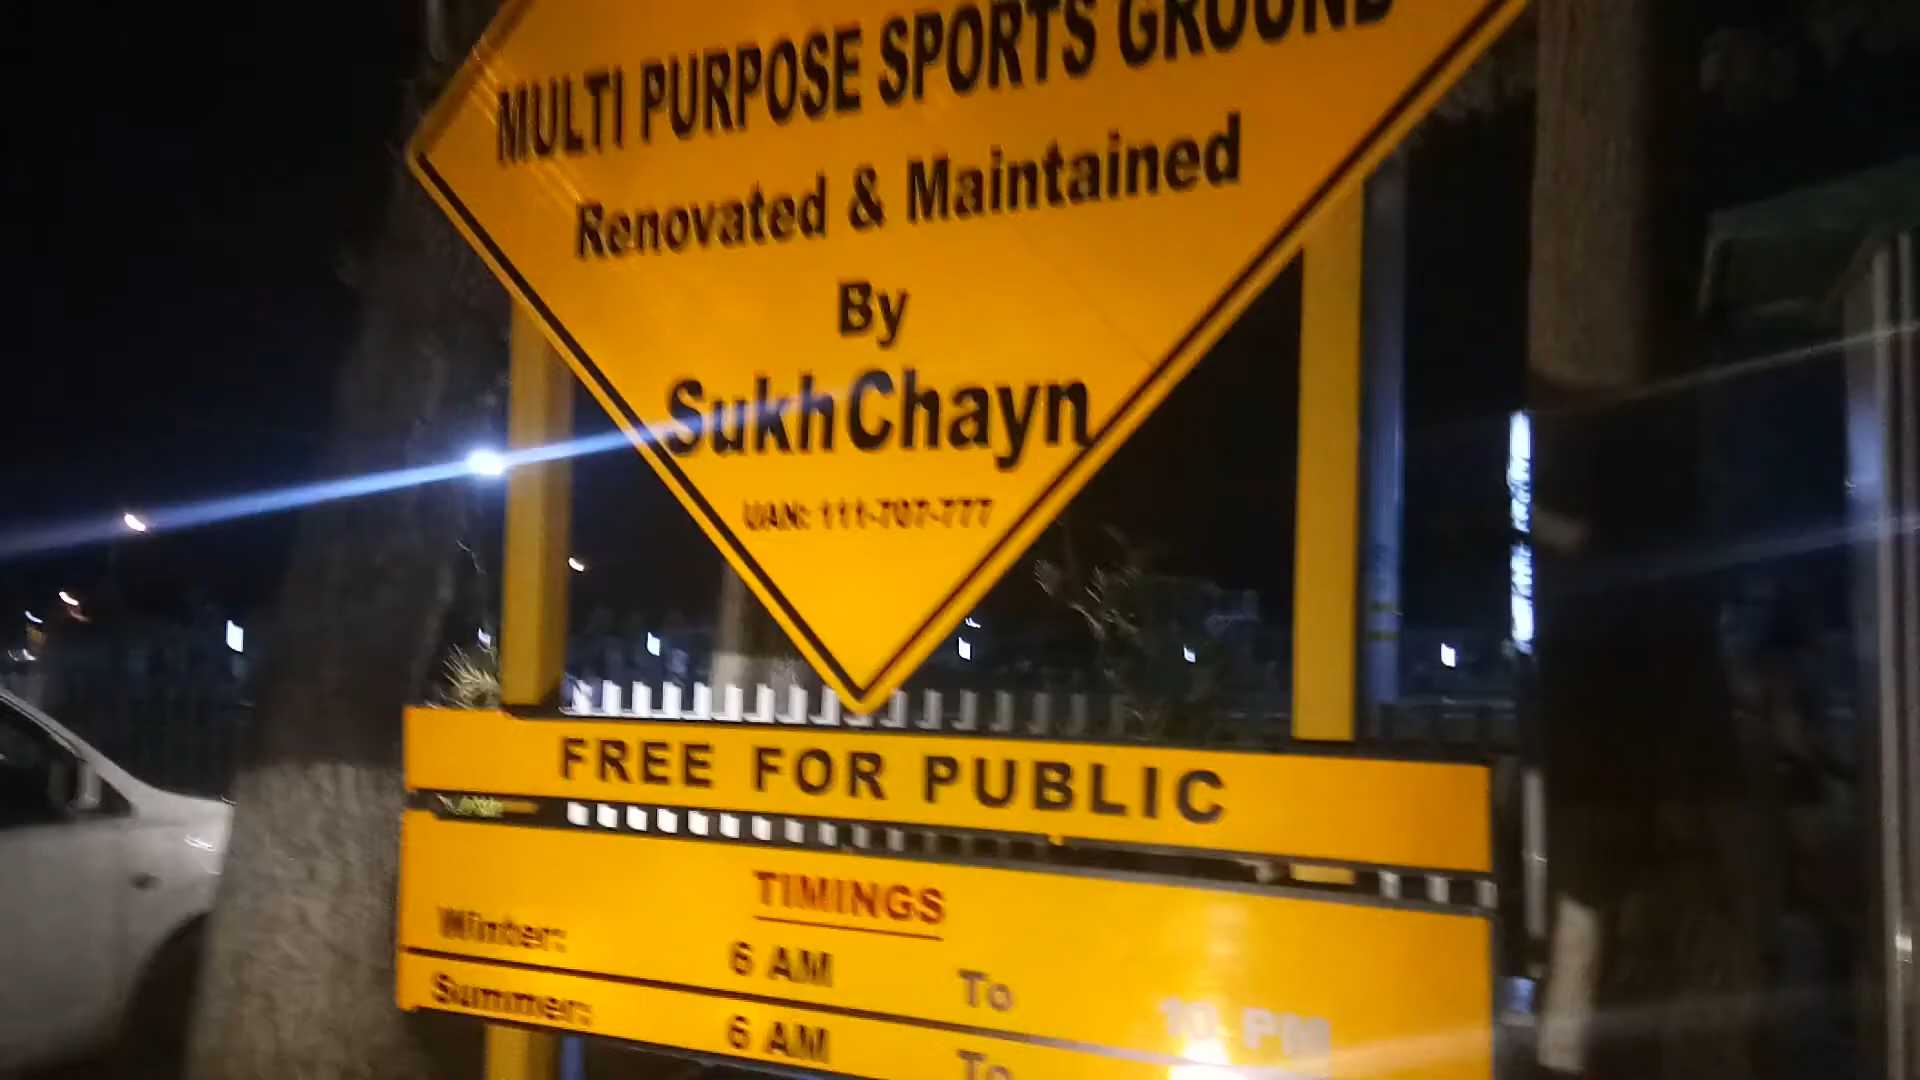 MULTI PURPOSE SPORTS GROUND
Renovated & Maintained
By
SukhChayn
UAN: 111-707-777
FREE FOR PUBLIC
TIMINGS
Winter: 6 AM To 10 PM
Summer: 6 AM To